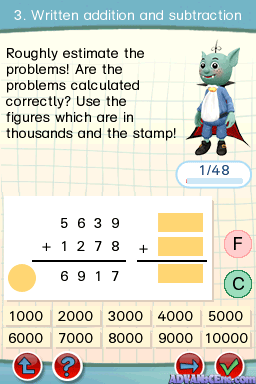 3. Written addition and subtraction
Roughly estimate the
problems! Are the
problems calculated
correctly? Use the
figures which are in
thousands and the stamp!
1/48
5 6 3 9
+ 1 2 7 8 +
6 9 1 7
F
C
1000 2000 3000 4000 5000
6000 7000 8000 9000 10000
?
ADVANSCENE.COM